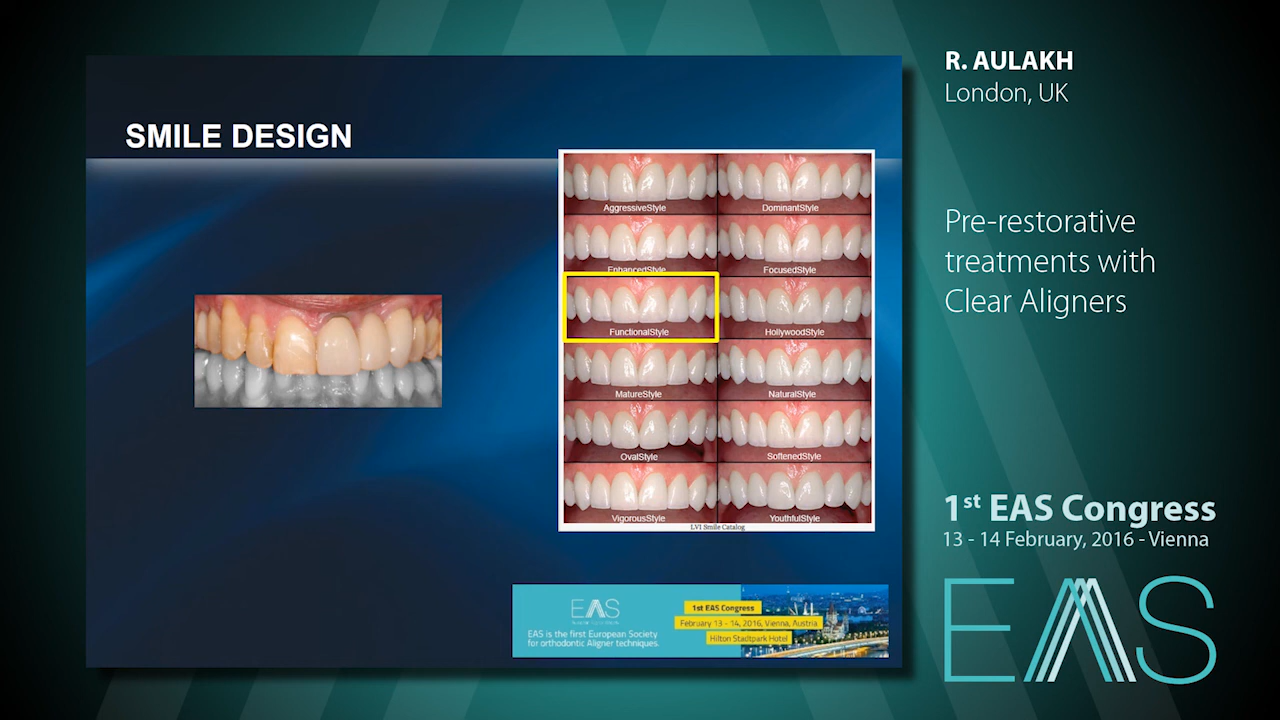 SMILE DESIGN
AggressiveStyle
DominantStyle
EnhancedStyle
FocusedStyle
FunctionalStyle
HollywoodStyle
MatureStyle
NaturalStyle
OvalStyle
SoftenedStyle
VigorousStyle
YouthfulStyle
LVI Smile Catalog
EAS
EAS is the first European Society
for orthodontic Aligner techniques.
1st EAS Congress
February 13 - 14, 2016, Vienna, Austria
Hilton Stadtpark Hotel
R. AULAKH
London, UK
Pre-restorative
treatments with
Clear Aligners
1st EAS Congress
13 - 14 February, 2016 - Vienna
EAS